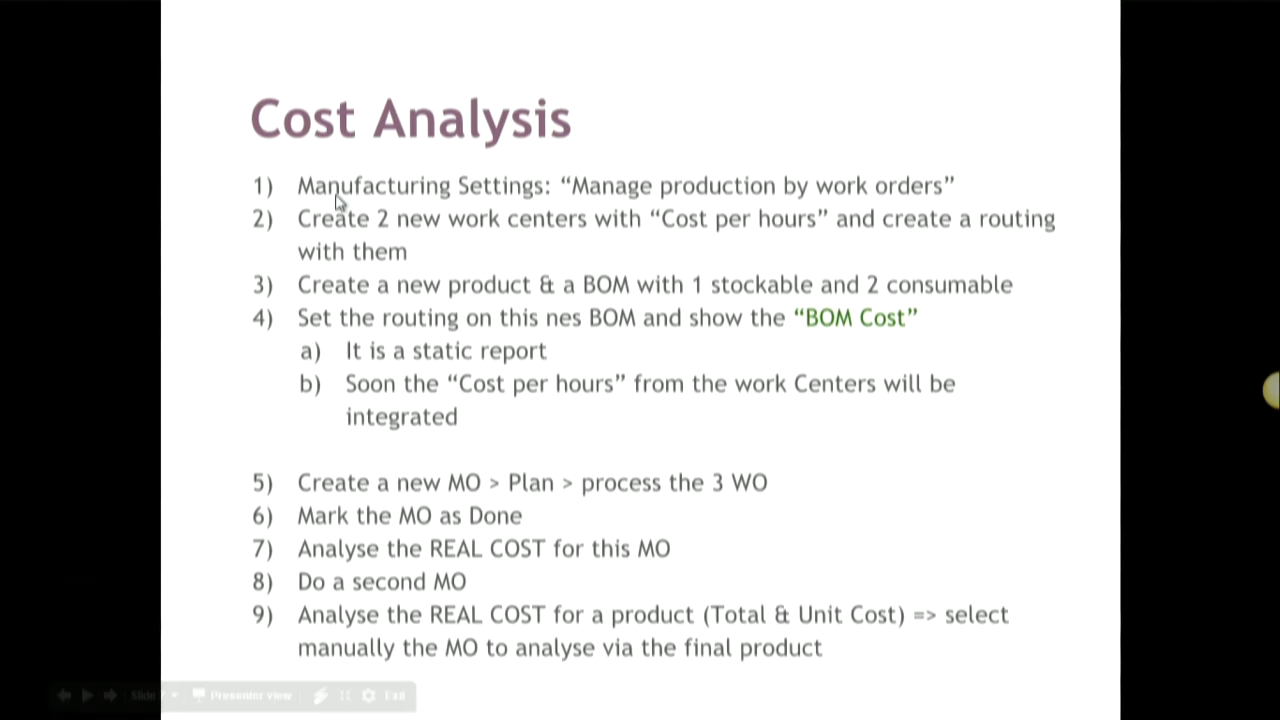 Cost Analysis
1) Manufacturing Settings: “Manage production by work orders”
2) Create 2 new work centers with “Cost per hours” and create a routing
with them
3) Create a new product & a BOM with 1 stockable and 2 consumable
4) Set the routing on this nes BOM and show the “BOM Cost”
a) It is a static report
b) Soon the “Cost per hours” from the work Centers will be
integrated
5) Create a new MO > Plan > process the 3 WO
6) Mark the MO as Done
7) Analyse the REAL COST for this MO
8) Do a second MO
9) Analyse the REAL COST for a product (Total & Unit Cost) => select
manually the MO to analyse via the final product
Slide Presenter view Exit